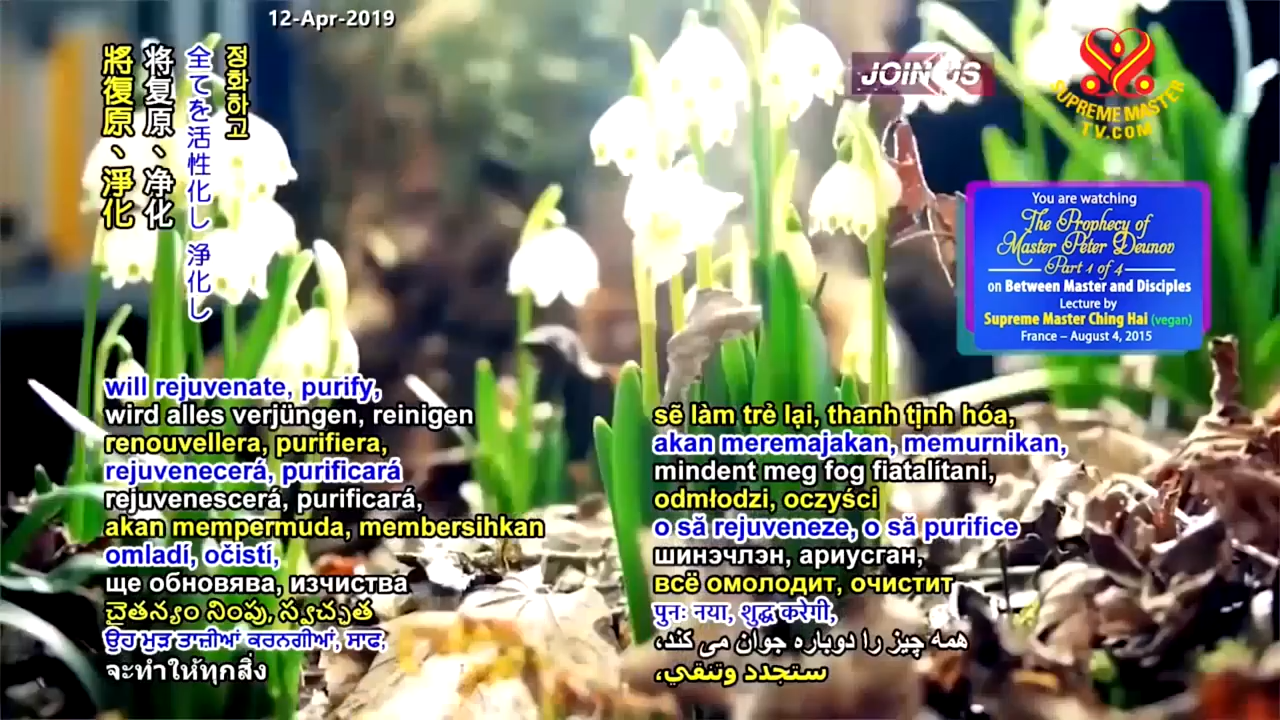 12-Apr-2019
將復原、淨化
将复原、净化
全てを活性化し 浄化し
정화하고
JOIN US
SUPREME MASTER
TV.COM
You are watching
The Prophecy of
Master Peter Deunov
Part 1 of 4
on Between Master and Disciples
Lecture by
Supreme Master Ching Hai (vegan)
France – August 4, 2015
will rejuvenate, purify,
wird alles verjüngen, reinigen
renouvellera, purifiera,
rejuvenecerá, purificará
rejuvenescerá, purificará,
akan mempermuda, membersihkan
omladí, očistí,
ще обновява, изчиства
చైతన్యం నింపు, స్వచ్ఛత
ਉਹ ਮੁੜ ਤਾਜ਼ੀਆਂ ਕਰਨਗੀਆਂ, ਸਾਫ,
จะทำให้ทุกสิ่ง
sẽ làm trẻ lại, thanh tịnh hóa,
akan meremajakan, memurnikan,
mindent meg fog fiatalítani,
odmłodzi, oczyści
o să rejuveneze, o să purifice
шинэчлэн, ариусган,
всё омолодит, очистит
पुनः नया, शुद्ध करेगी,
همه چیز را دوباره جوان می کند،
ستجدد وتنقي،